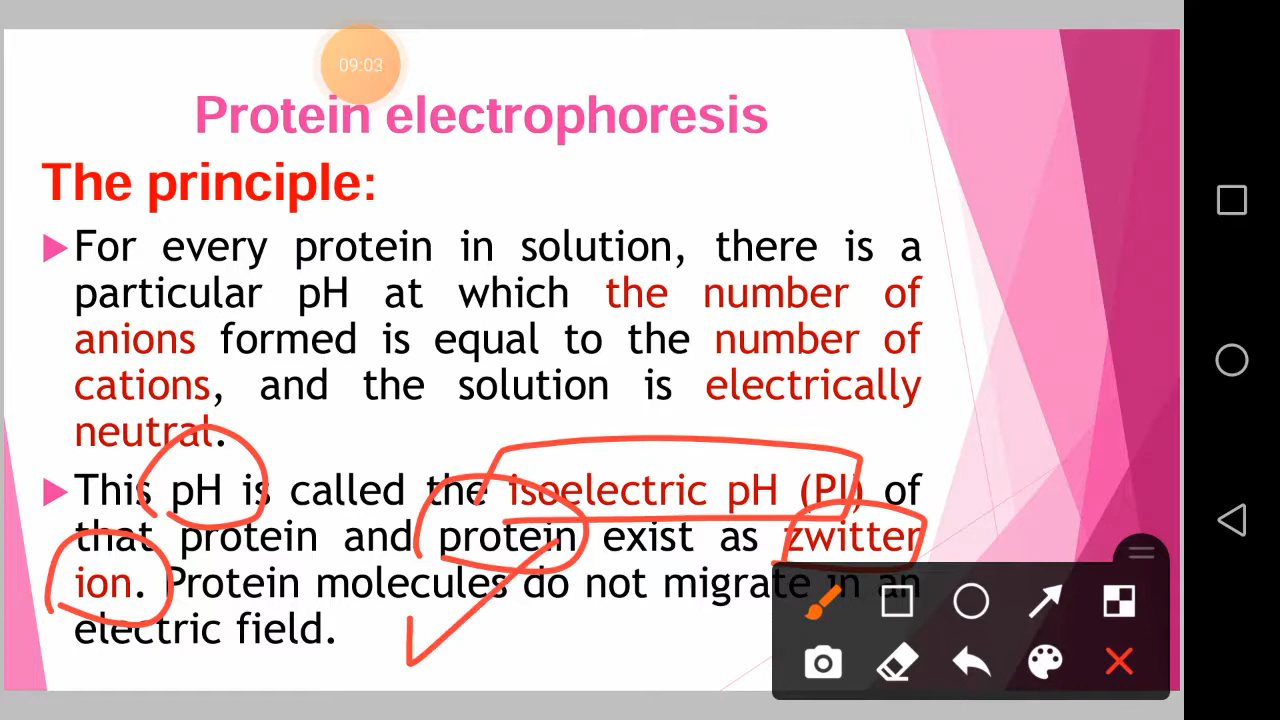 09:03
Protein electrophoresis
The principle:
For every protein in solution, there is a
particular pH at which the number of
anions formed is equal to the number of
cations, and the solution is electrically
neutral.
This pH is called the isoelectric pH (PI) of
that protein and protein exist as zwitter
ion. Protein molecules do not migrate in an
electric field.